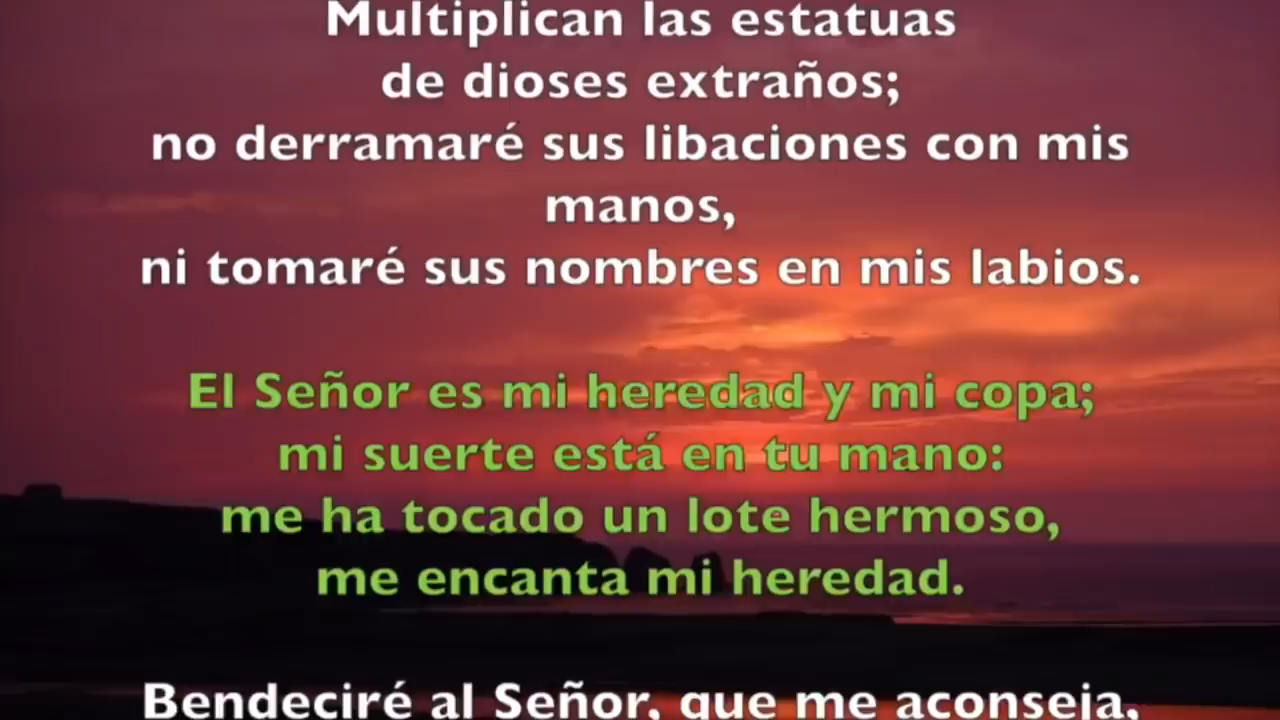 Multiplican las estatuas
de dioses extraños;
no derramaré sus libaciones con mis
manos,
ni tomaré sus nombres en mis labios.
El Señor es mi heredad y mi copa;
mi suerte está en tu mano:
me ha tocado un lote hermoso,
me encanta mi heredad.
Bendeciré al Señor, que me aconseja,